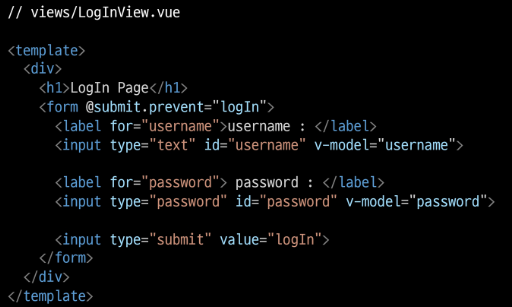 // views/LogInView.vue
<template>
<div>
<h1>LogIn Page</h1>
<form @submit.prevent="logIn">
<label for="username">username : </label>
<input type="text" id="username" v-model="username">
<label for="password"> password : </label>
<input type="password" id="password" v-model="password">
<input type="submit" value="logIn">
</form>
</div>
</template>